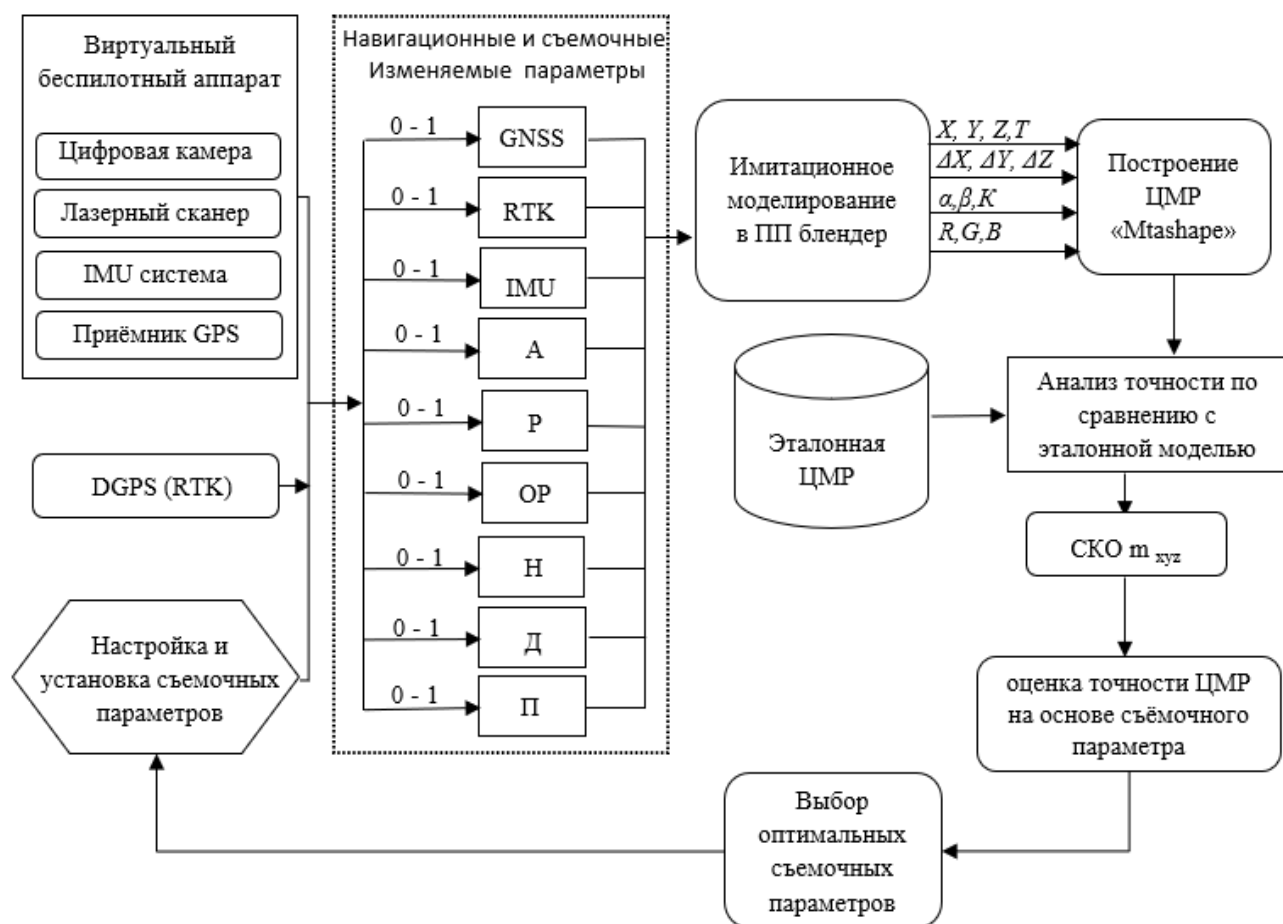 Виртуальный
беспилотный аппарат
Цифровая камера
Лазерный сканер
IMU система
Приёмник GPS
DGPS (RTK)
Настройка и
установка съемочных
параметров
Навигационные и съемочные
Изменяемые параметры
0 - 1 GNSS
0 - 1 RTK
0 - 1 IMU
0 - 1 А
0 - 1 Р
0 - 1 ОР
0 - 1 Н
0 - 1 Д
0 - 1 П
Имитационное
моделирование
в ПП блендер
X, Y, Z,T
ΔX, ΔY, ΔZ
α,β,K
R,G,B
Построение
ЦМР
«Mtashape»
Эталонная
ЦМР
Анализ точности по
сравнению с
эталонной моделью
СКО m xyz
оценка точности ЦМР
на основе съёмочного
параметра
Выбор
оптимальных
съемочных
параметров